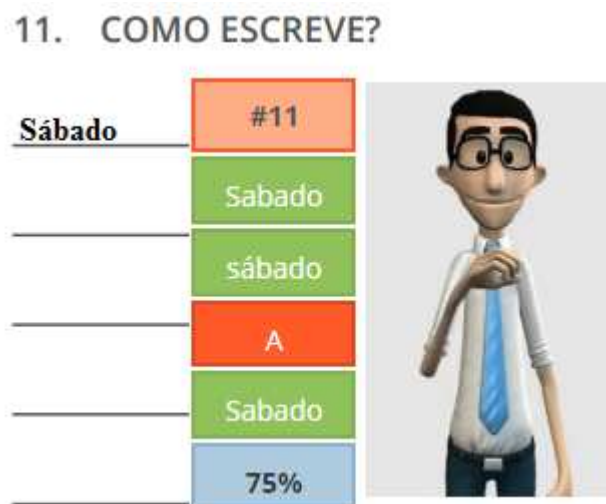 11. COMO ESCREVE?
Sábado
#11
Sabado
sábado
A
Sabado
75%